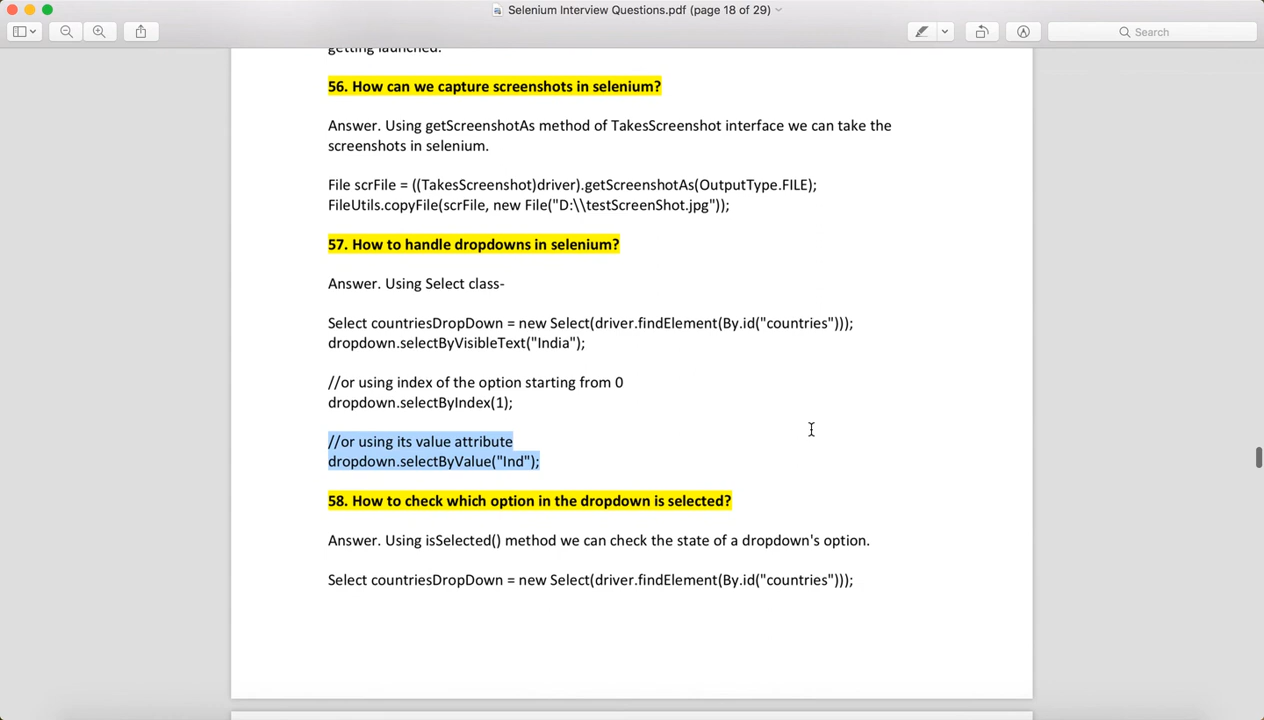 Selenium Interview Questions.pdf (page 18 of 29)
Search
getting launched.
56. How can we capture screenshots in selenium?
Answer. Using getScreenshotAs method of TakesScreenshot interface we can take the
screenshots in selenium.
File scrFile = ((TakesScreenshot)driver).getScreenshotAs(OutputType.FILE);
FileUtils.copyFile(scrFile, new File("D:\\testScreenShot.jpg"));
57. How to handle dropdowns in selenium?
Answer. Using Select class-
Select countriesDropDown = new Select(driver.findElement(By.id("countries")));
dropdown.selectByVisibleText("India");
//or using index of the option starting from 0
dropdown.selectByIndex(1);
//or using its value attribute
dropdown.selectByValue("Ind");
58. How to check which option in the dropdown is selected?
Answer. Using isSelected() method we can check the state of a dropdown's option.
Select countriesDropDown = new Select(driver.findElement(By.id("countries")));